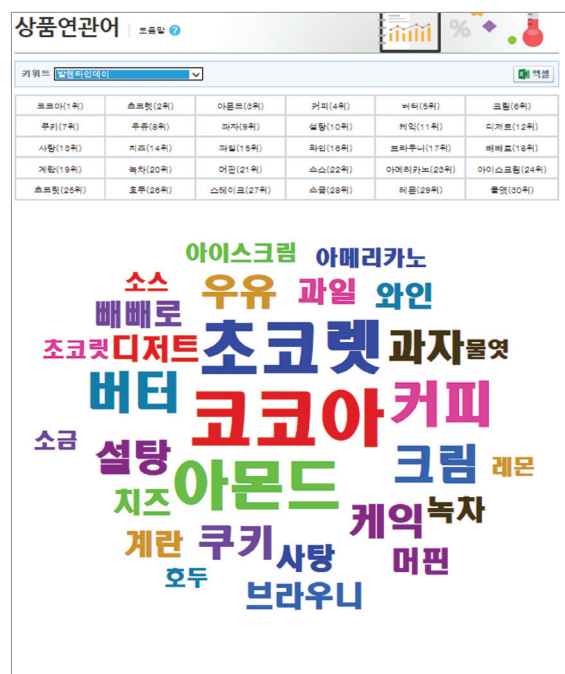 상품연관어 도움말 ?
%
키워드 발렌타인데이 엑셀
코코아(1위) 초코렛(2위) 아몬드(3위) 커피(4위) 버터(5위) 크림(6위)
쿠키(7위) 우유(8위) 과자(9위) 설탕(10위) 케익(11위) 디저트(12위)
사탕(13위) 치즈(14위) 과일(15위) 와인(16위) 브라우니(17위) 빼빼로(18위)
계란(19위) 녹차(20위) 머핀(21위) 소스(22위) 아메리카노(23위) 아이스크림(24위)
초코릿(25위) 호두(26위) 스테이크(27위) 소금(28위) 레몬(29위) 물엿(30위)
아이스크림 아메리카노
소스 우유 과일 와인
빼빼로
초코릿 디저트 초코렛 과자 물엿
버터 코코아 커피
소금 설탕 크림 레몬
치즈 아몬드 케익 녹차
계란 쿠키 사탕 머핀
호두 브라우니